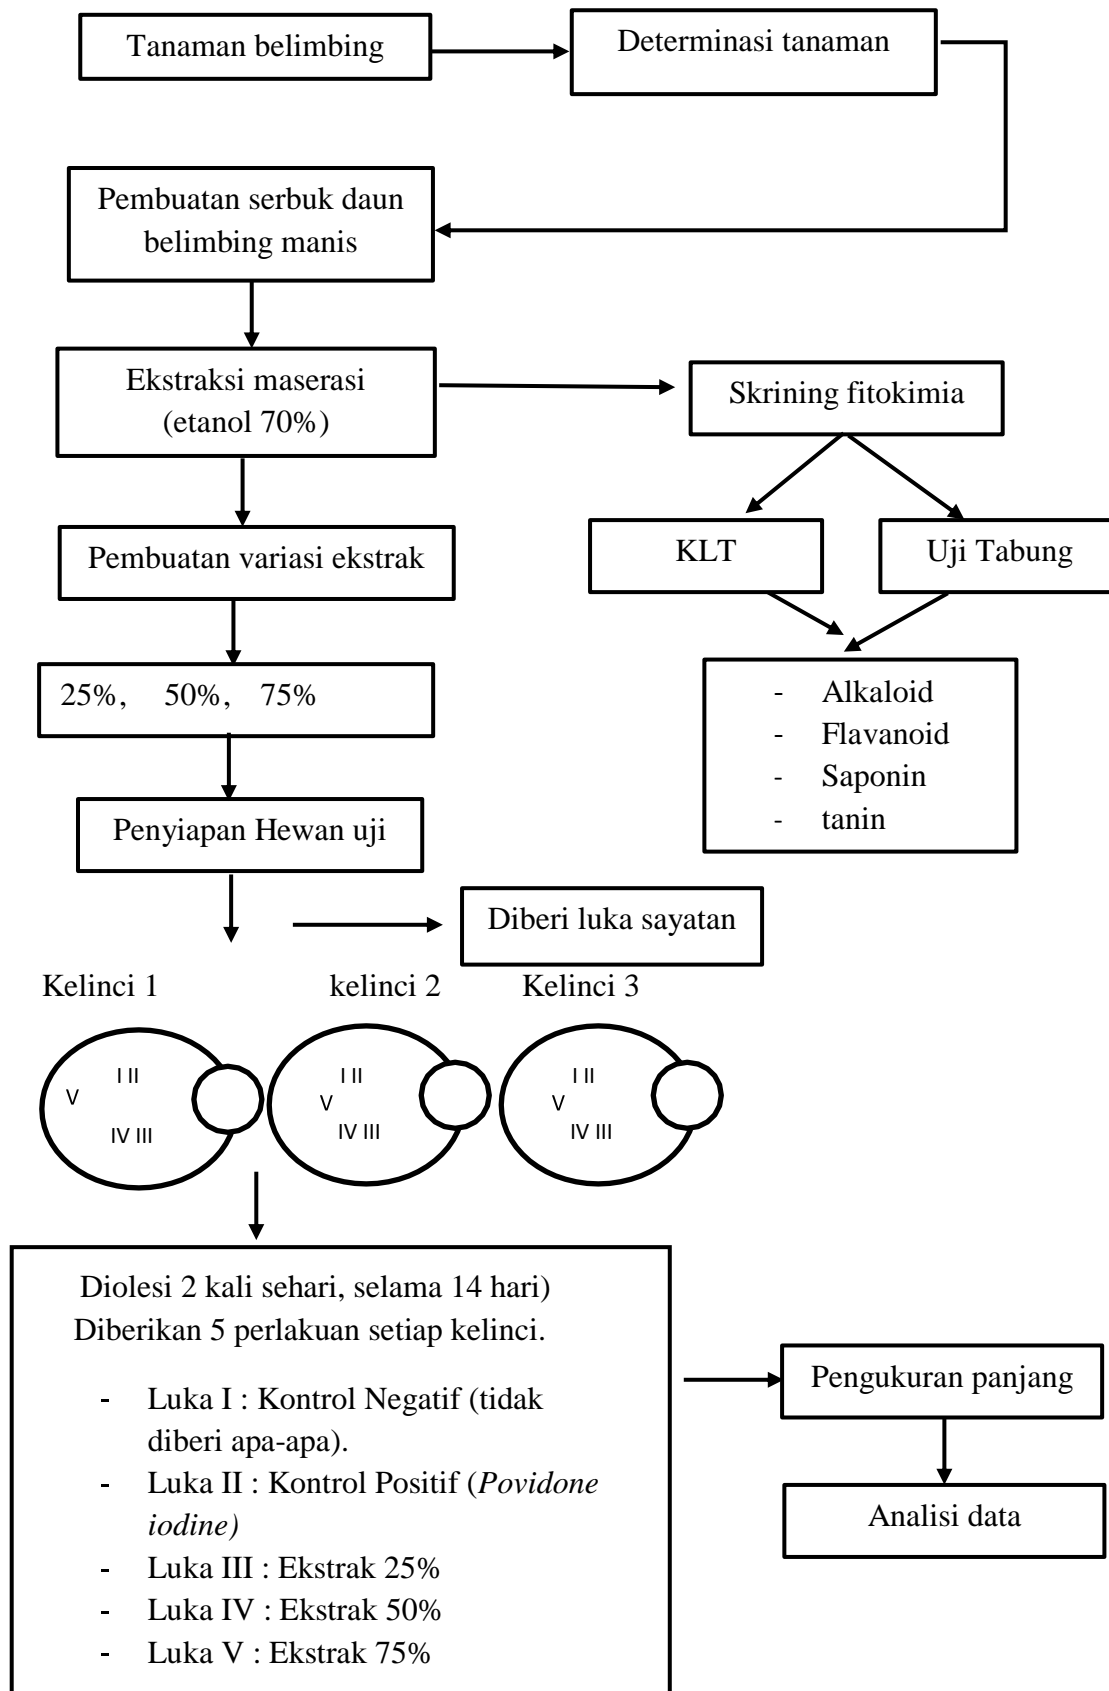 Tanaman belimbing
Determinasi tanaman
Pembuatan serbuk daun
belimbing manis
Ekstraksi maserasi
(etanol 70%)
Skrining fitokimia
Pembuatan variasi ekstrak
KLT
Uji Tabung
25%, 50%, 75%
- Alkaloid
- Flavanoid
- Saponin
- tanin
Penyiapan Hewan uji
Diberi luka sayatan
Kelinci 1 kelinci 2 Kelinci 3
I II
V
IV III
I II
V
IV III
I II
V
IV III
Diolesi 2 kali sehari, selama 14 hari)
Diberikan 5 perlakuan setiap kelinci.
- Luka I : Kontrol Negatif (tidak
diberi apa-apa).
- Luka II : Kontrol Positif (Povidone
iodine)
- Luka III : Ekstrak 25%
- Luka IV : Ekstrak 50%
- Luka V : Ekstrak 75%
Pengukuran panjang
Analisi data